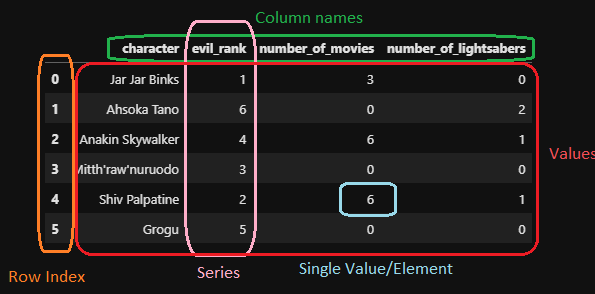 Column names
character evil_rank number_of_movies number_of_lightsabers
0 Jar Jar Binks 1 3 0
1 Ahsoka Tano 6 0 2
2 Anakin Skywalker 4 6 1
3 Mitth'raw'nuruodo 3 0 0
4 Shiv Palpatine 2 6 1
5 Grogu 5 0 0
Values
Row Index
Series
Single Value/Element